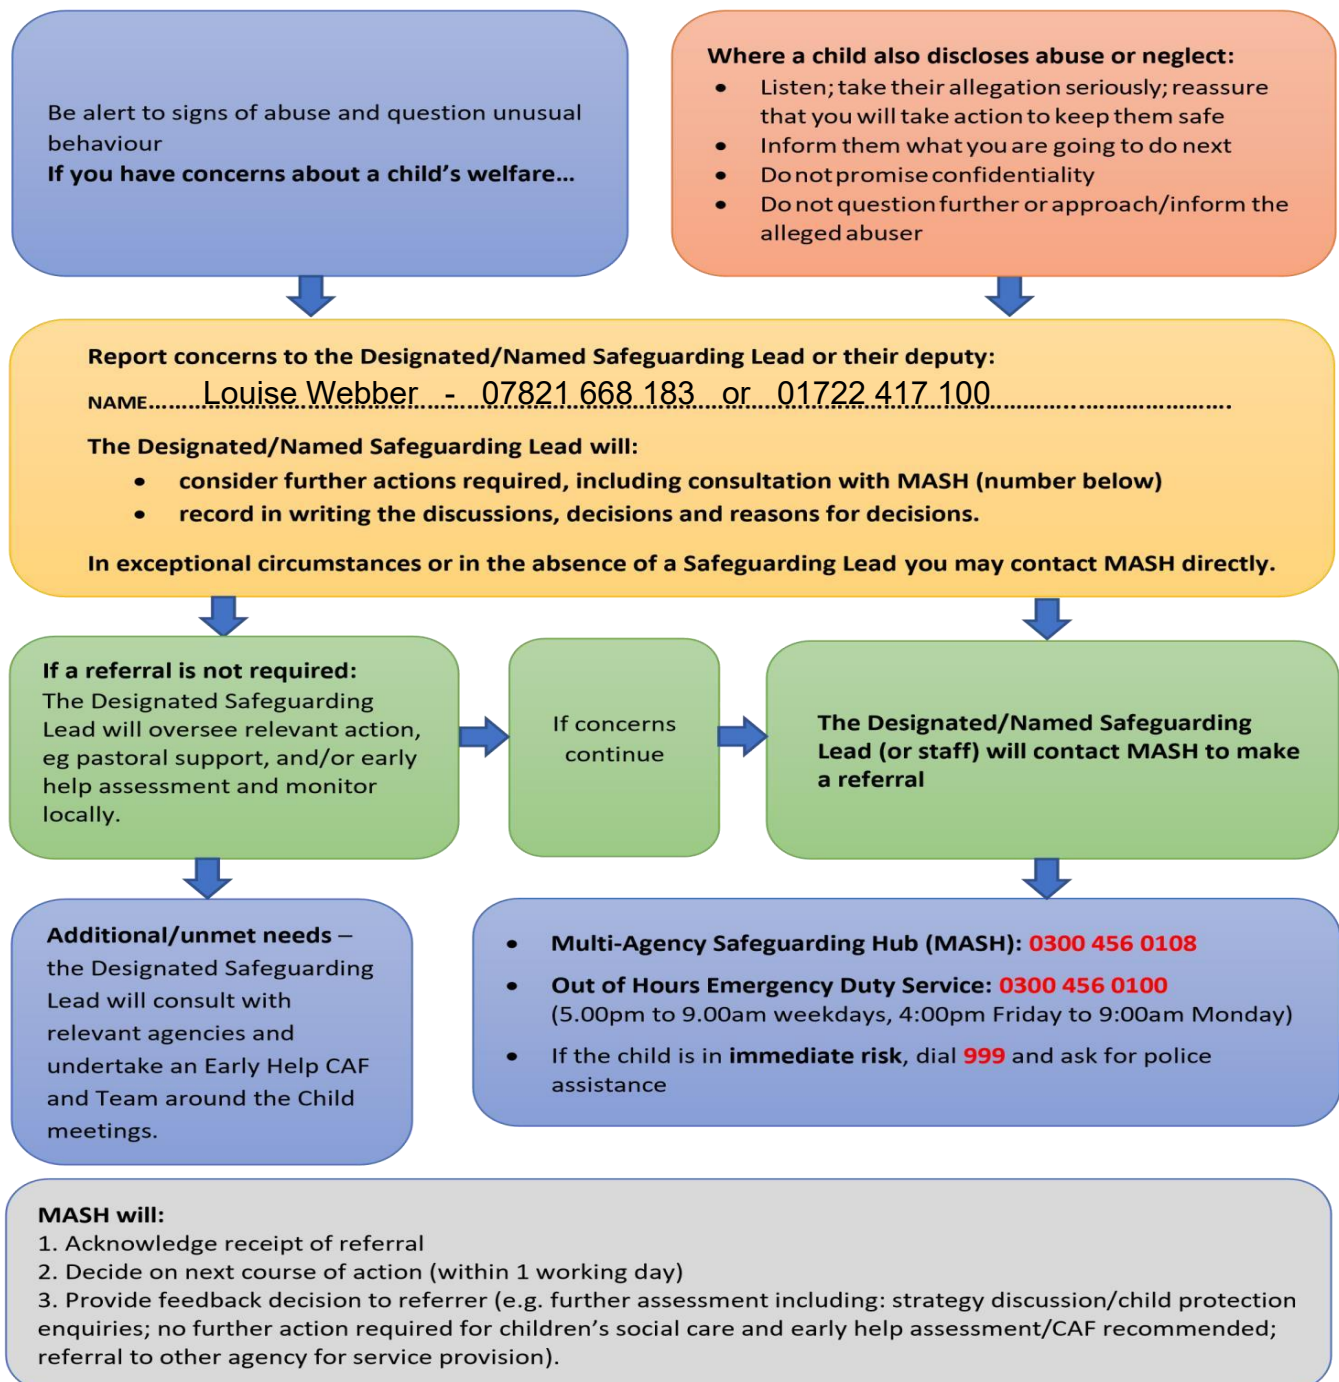 Be alert to signs of abuse and question unusual
behaviour
If you have concerns about a child’s welfare…
Where a child also discloses abuse or neglect:
• Listen; take their allegation seriously; reassure
that you will take action to keep them safe
• Inform them what you are going to do next
• Do not promise confidentiality
• Do not question further or approach/inform the
alleged abuser
Report concerns to the Designated/Named Safeguarding Lead or their deputy:
NAME……Louise Webber - 07821 668 183 or 01722 417 100……………………….
The Designated/Named Safeguarding Lead will:
• consider further actions required, including consultation with MASH (number below)
• record in writing the discussions, decisions and reasons for decisions.
In exceptional circumstances or in the absence of a Safeguarding Lead you may contact MASH directly.
If a referral is not required:
The Designated Safeguarding
Lead will oversee relevant action,
eg pastoral support, and/or early
help assessment and monitor
locally.
If concerns
continue
The Designated/Named Safeguarding
Lead (or staff) will contact MASH to make
a referral
Additional/unmet needs –
the Designated Safeguarding
Lead will consult with
relevant agencies and
undertake an Early Help CAF
and Team around the Child
meetings.
• Multi-Agency Safeguarding Hub (MASH): 0300 456 0108
• Out of Hours Emergency Duty Service: 0300 456 0100
(5.00pm to 9.00am weekdays, 4:00pm Friday to 9:00am Monday)
• If the child is in immediate risk, dial 999 and ask for police
assistance
MASH will:
1. Acknowledge receipt of referral
2. Decide on next course of action (within 1 working day)
3. Provide feedback decision to referrer (e.g. further assessment including: strategy discussion/child protection
enquiries; no further action required for children’s social care and early help assessment/CAF recommended;
referral to other agency for service provision).